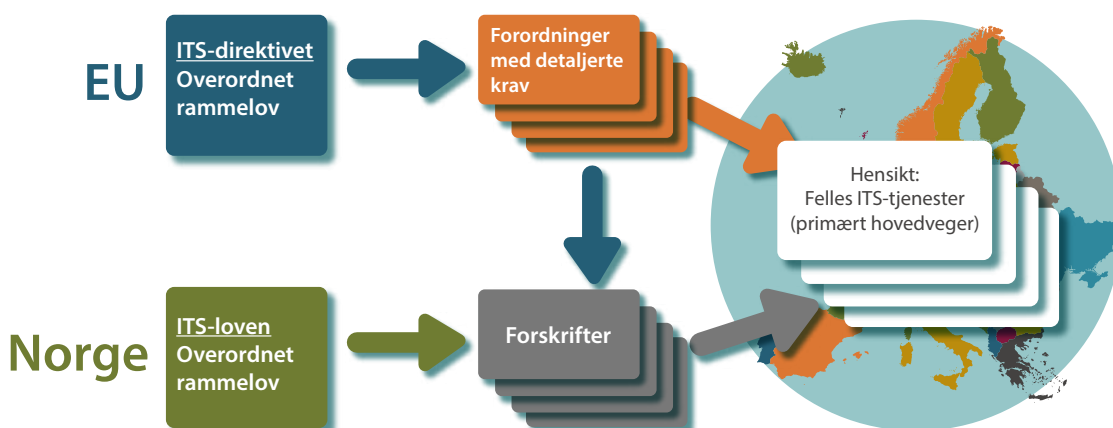 EU
ITS-direktivet
Overordnet
rammelov
Forordninger
med detaljerte
krav
Hensikt:
Felles ITS-tjenester
(primært hovedveger)
Norge
ITS-loven
Overordnet
rammelov
Forskrifter